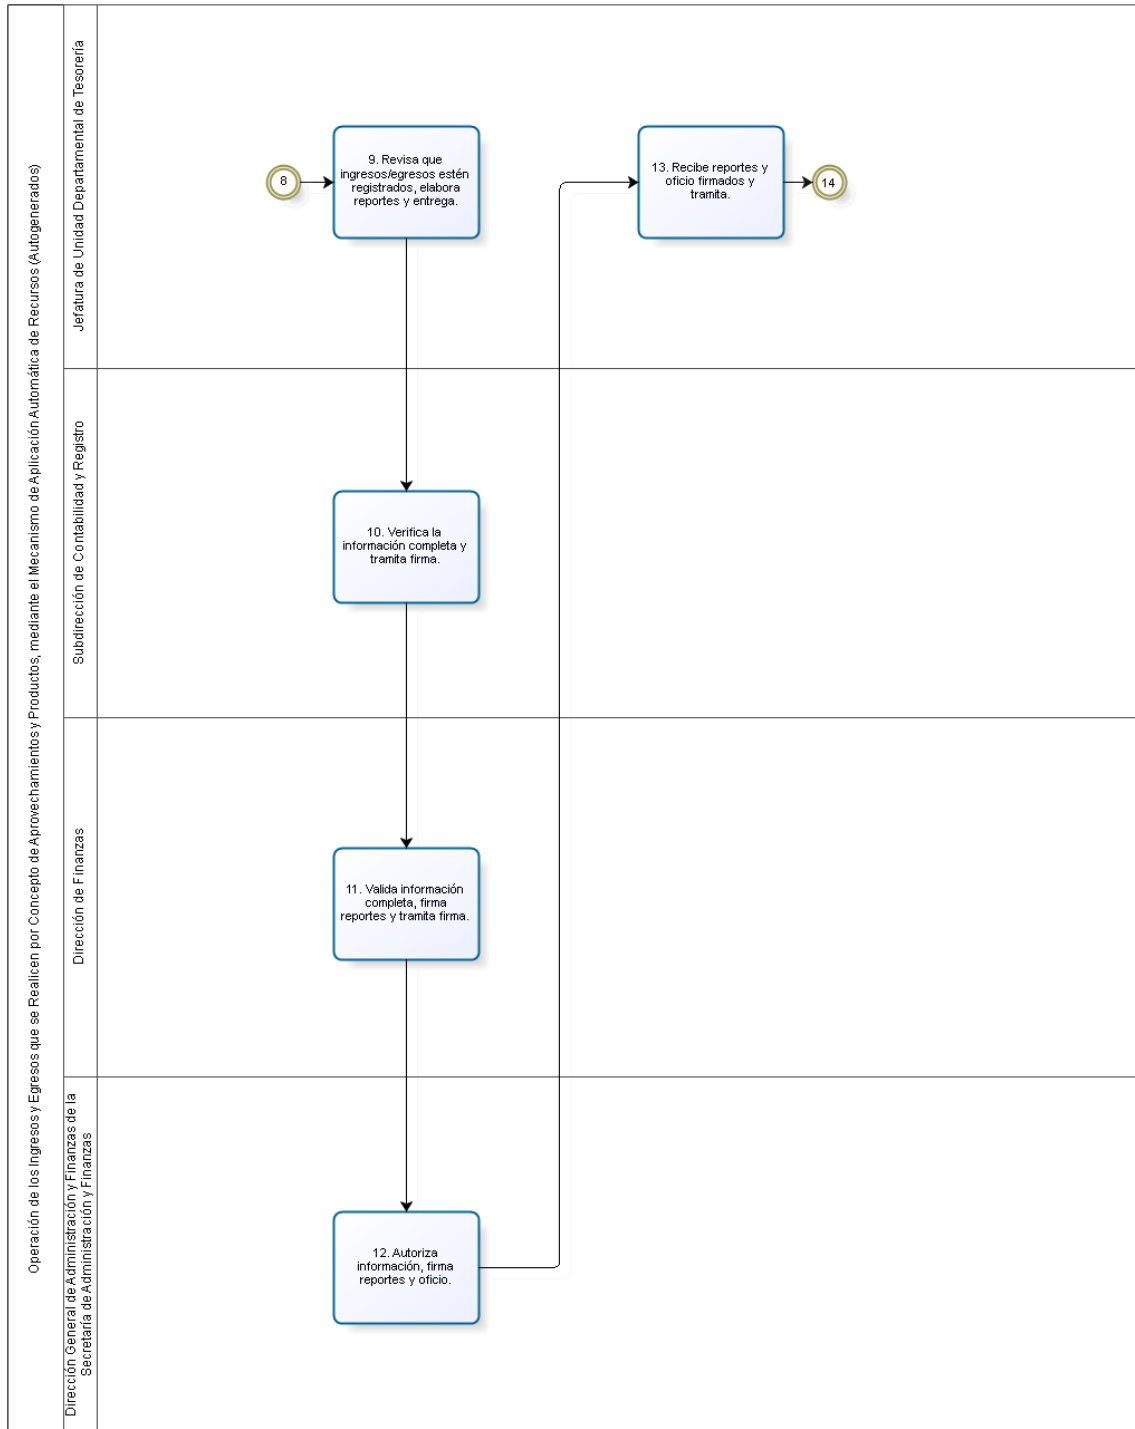 Operación de los Ingresos y Egresos que se Realicen por Concepto de Aprovechamientos y Productos, mediante el Mecanismo de Aplicación Automática de Recursos (Autogenerados)
Jefatura de Unidad Departamental de Tesorería
8
9. Revisa que
ingresos/egresos estén
registrados, elabora
reportes y entrega.
13. Recibe reportes y
oficio firmados y
tramita.
14
Subdirección de Contabilidad y Registro
10. Verifica la
información completa y
tramita firma.
Dirección de Finanzas
11. Valida información
completa, firma
reportes y tramita firma.
Dirección General de Administración y Finanzas de la
Secretaría de Administración y Finanzas
12. Autoriza
información, firma
reportes y oficio.